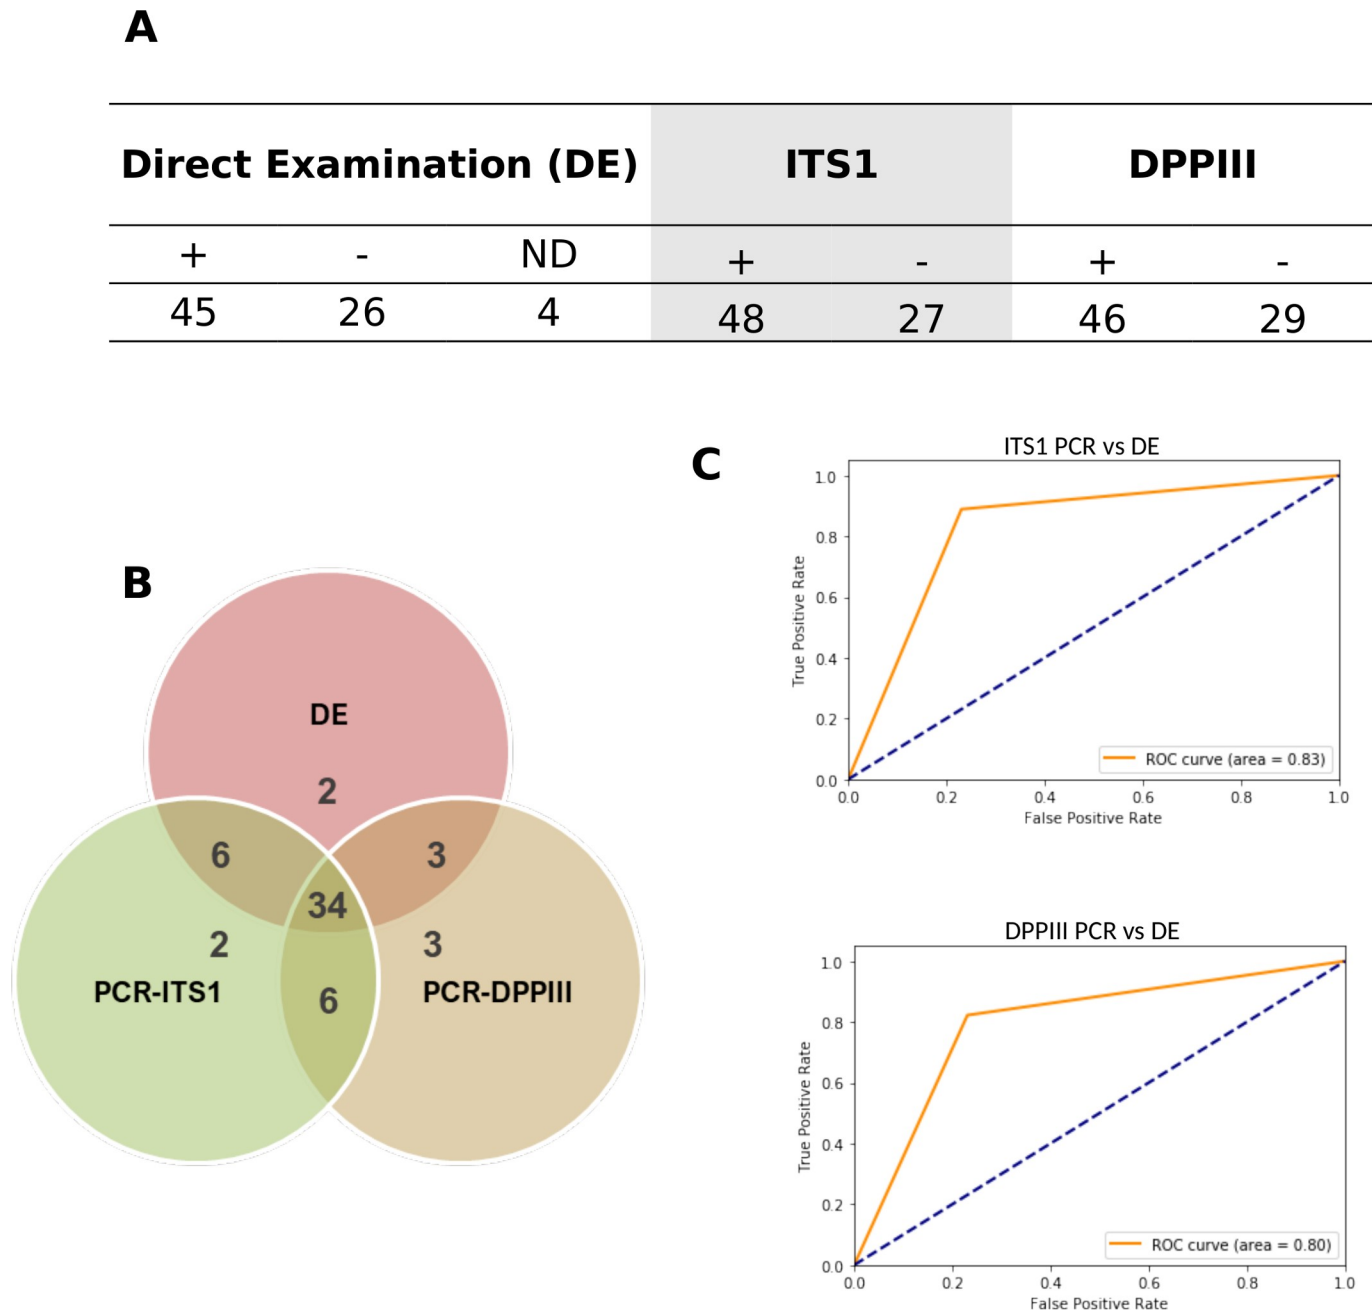 A
Direct Examination (DE) ITS1 DPPIII
+ - ND + - + -
45 26 4 48 27 46 29
B
DE
2
6 3
34
2 3
PCR-ITS1 PCR-DPPIII
6
C
ITS1 PCR vs DE
True Positive Rate
1.0
0.8
0.6
0.4
0.2
0.0
ROC curve (area = 0.83)
0.0 0.2 0.4 0.6 0.8 1.0
False Positive Rate
DPPIII PCR vs DE
True Positive Rate
1.0
0.8
0.6
0.4
0.2
0.0
ROC curve (area = 0.80)
0.0 0.2 0.4 0.6 0.8 1.0
False Positive Rate